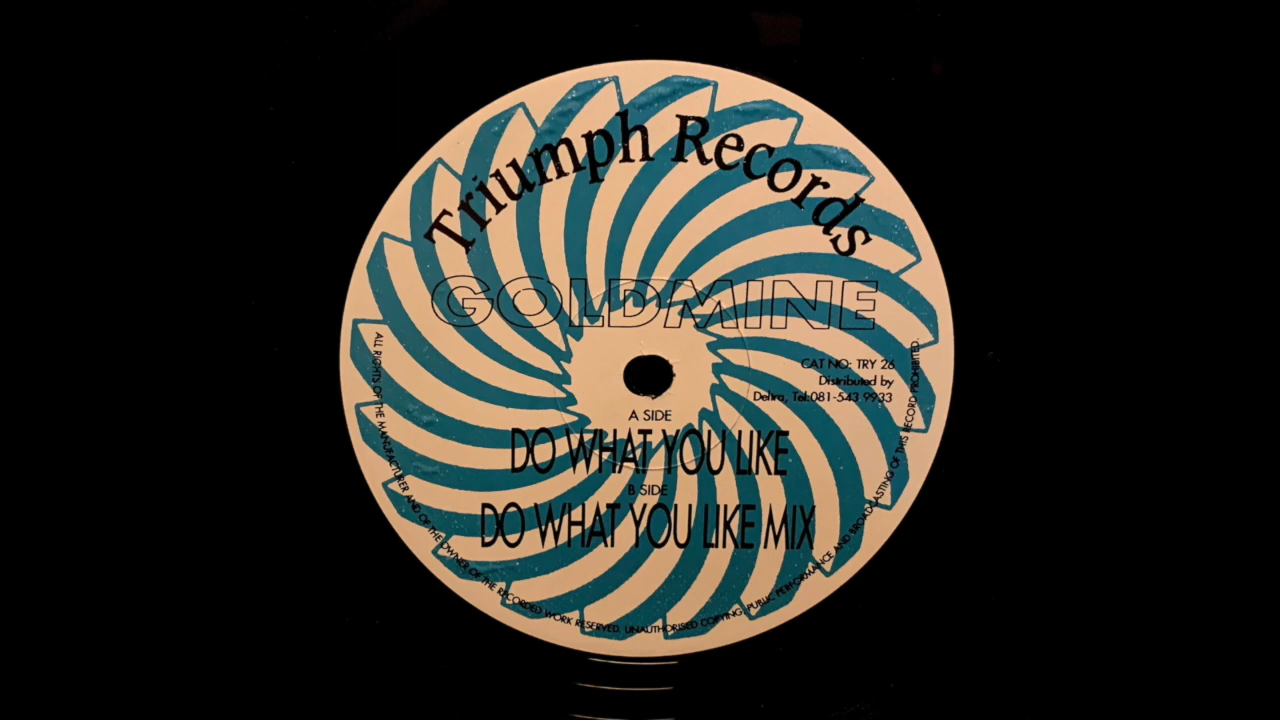 Triumph Records
GOLDMINE
CAT NO: TRY 26
Distributed by
Deltra, Tel:081-543 9933
A SIDE
DO WHAT YOU LIKE
B SIDE
DO WHAT YOU LIKE MIX
ALL RIGHTS OF THE MANUFACTURER AND OF THE OWNER OF THE RECORDED WORK RESERVED. UNAUTHORISED COPYING, PUBLIC PERFORMANCE AND BROADCASTING OF THIS RECORD PROHIBITED.